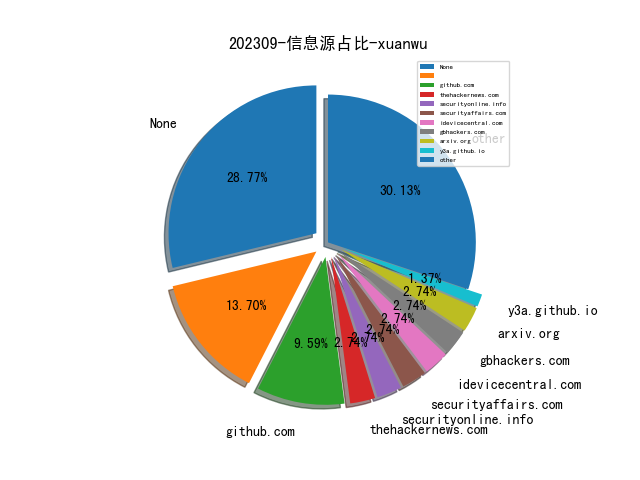 202309-信息源占比-xuanwu
None
github.com
thehackernews.com
securityonline.info
securityaffairs.com
idevicecentral.com
gbhackers.com
arxiv.org
y3a.github.io
other
None
other
28.77%
30.13%
13.70%
9.59%
2.74%
2.74%
2.74%
2.74%
2.74%
2.74%
1.37%
y3a.github.io
arxiv.org
gbhackers.com
idevicecentral.com
securityaffairs.com
securityonline.info
thehackernews.com
github.com